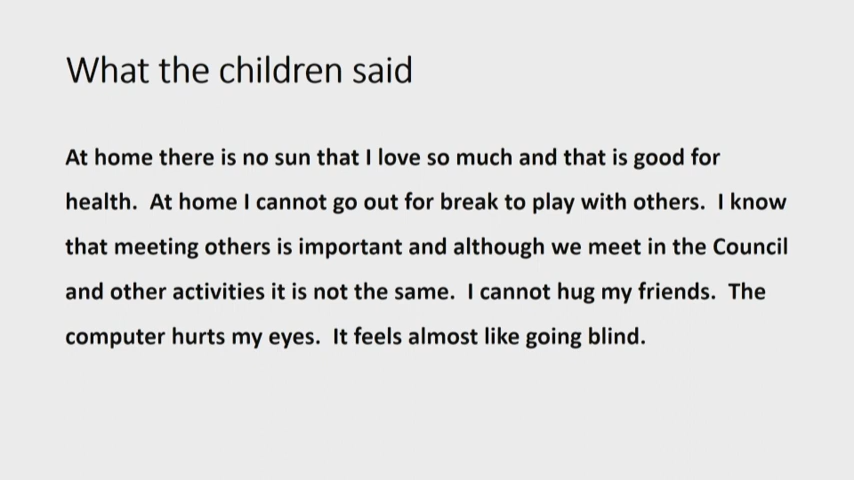 What the children said
At home there is no sun that I love so much and that is good for
health.  At home I cannot go out for break to play with others.  I know
that meeting others is important and although we meet in the Council
and other activities it is not the same.  I cannot hug my friends.  The
computer hurts my eyes.  It feels almost like going blind.